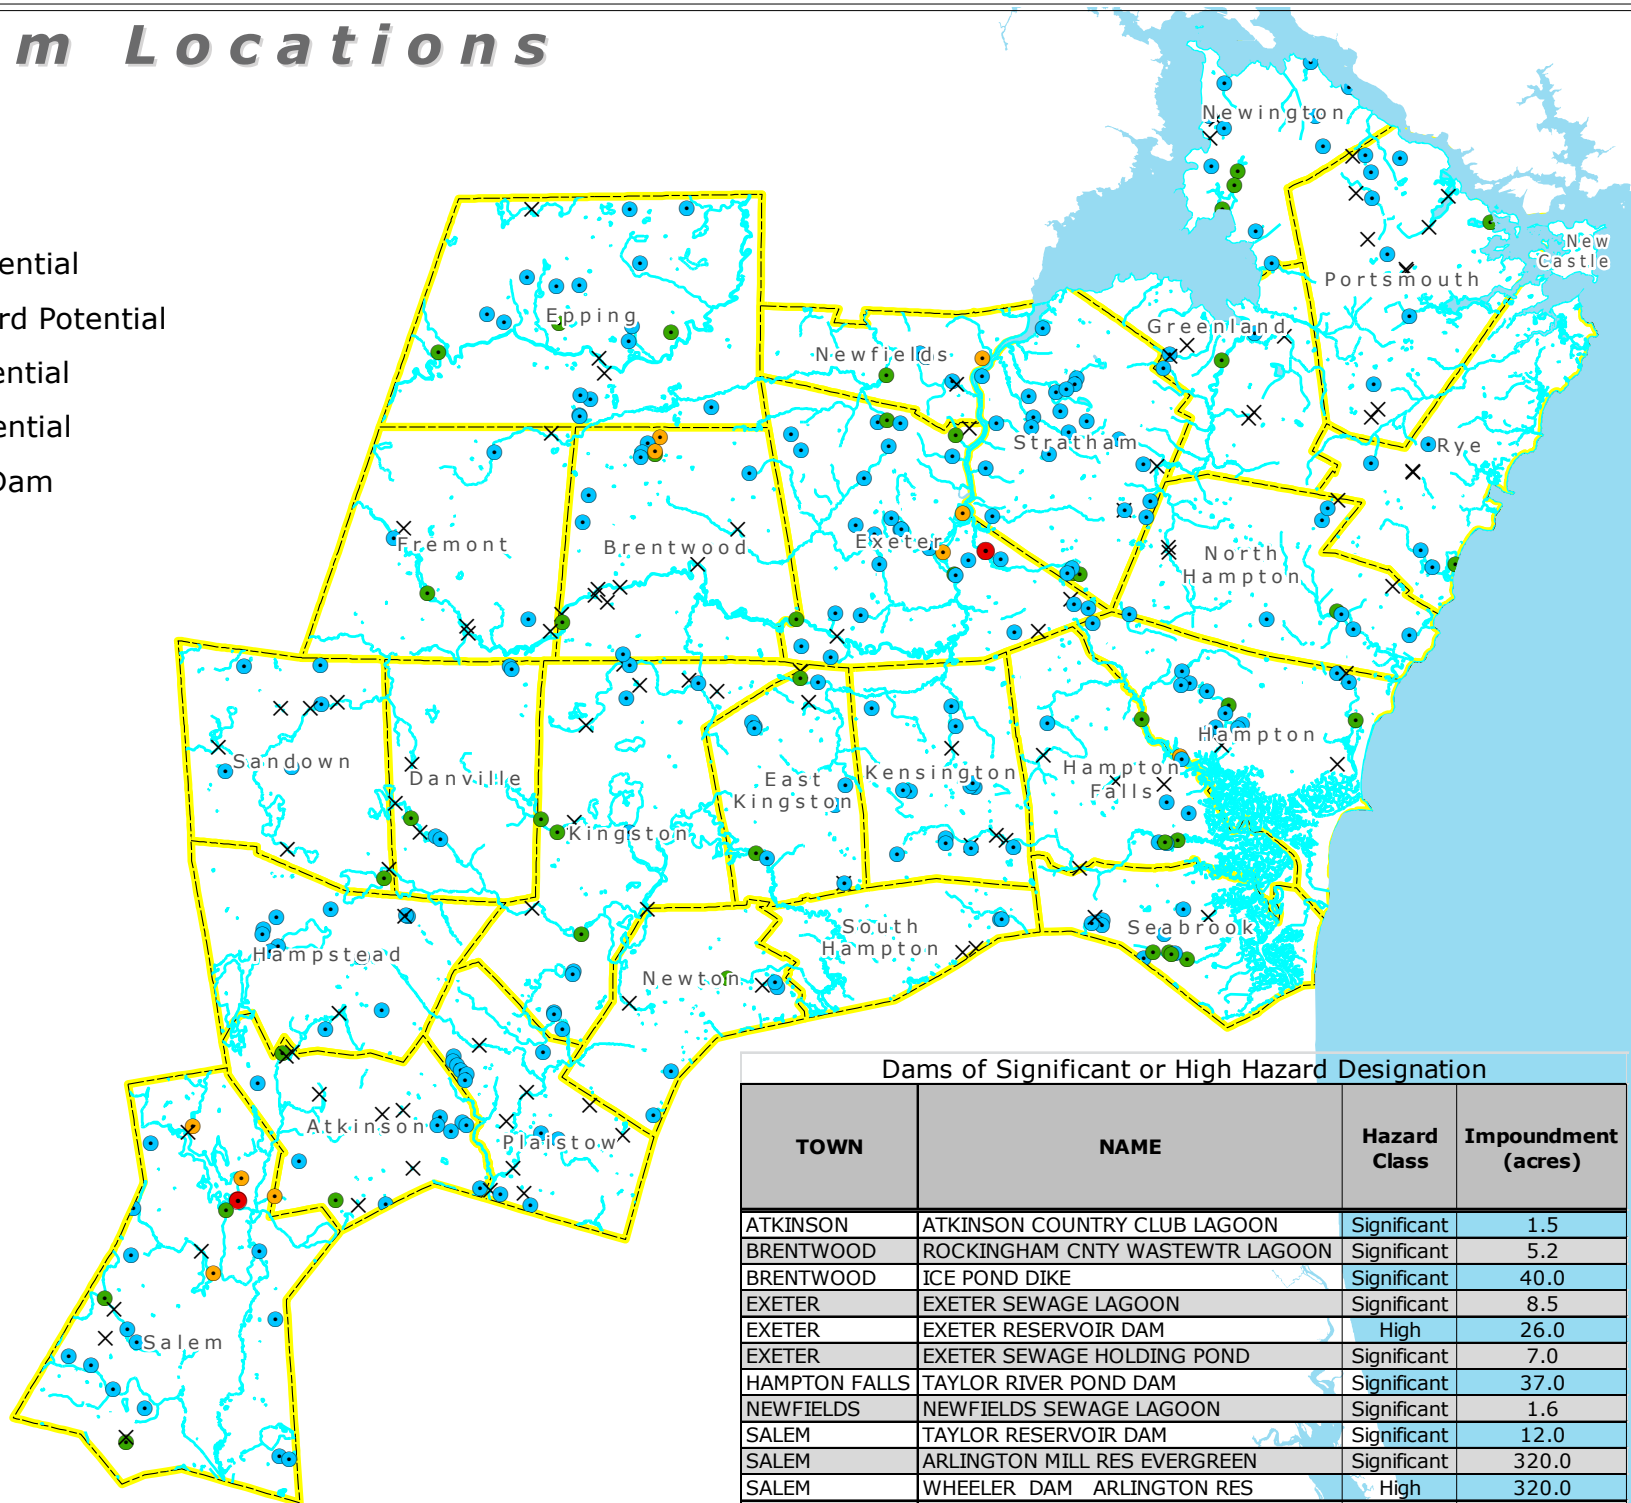 m Locations
ential
rd Potential
ential
ential
Dam
Newington
New
Castle
Portsmouth
Epping
Greenland
Newfields
Stratham
Rye
Fremont
Brentwood
Exeter
North
Hampton
Sandown
Danville
East
Kingston
Kensington
Hampton
Falls
Hampton
Kingston
South
Hampton
Seabrook
Hampstead
Newton
Atkinson
Plaistow
Salem
Dams of Significant or High Hazard Designation
TOWN NAME Hazard Class Impoundment (acres)
ATKINSON ATKINSON COUNTRY CLUB LAGOON Significant 1.5
BRENTWOOD ROCKINGHAM CNTY WASTEWTR LAGOON Significant 5.2
BRENTWOOD ICE POND DIKE Significant 40.0
EXETER EXETER SEWAGE LAGOON Significant 8.5
EXETER EXETER RESERVOIR DAM High 26.0
EXETER EXETER SEWAGE HOLDING POND Significant 7.0
HAMPTON FALLS TAYLOR RIVER POND DAM Significant 37.0
NEWFIELDS NEWFIELDS SEWAGE LAGOON Significant 1.6
SALEM TAYLOR RESERVOIR DAM Significant 12.0
SALEM ARLINGTON MILL RES EVERGREEN Significant 320.0
SALEM WHEELER DAM ARLINGTON RES High 320.0